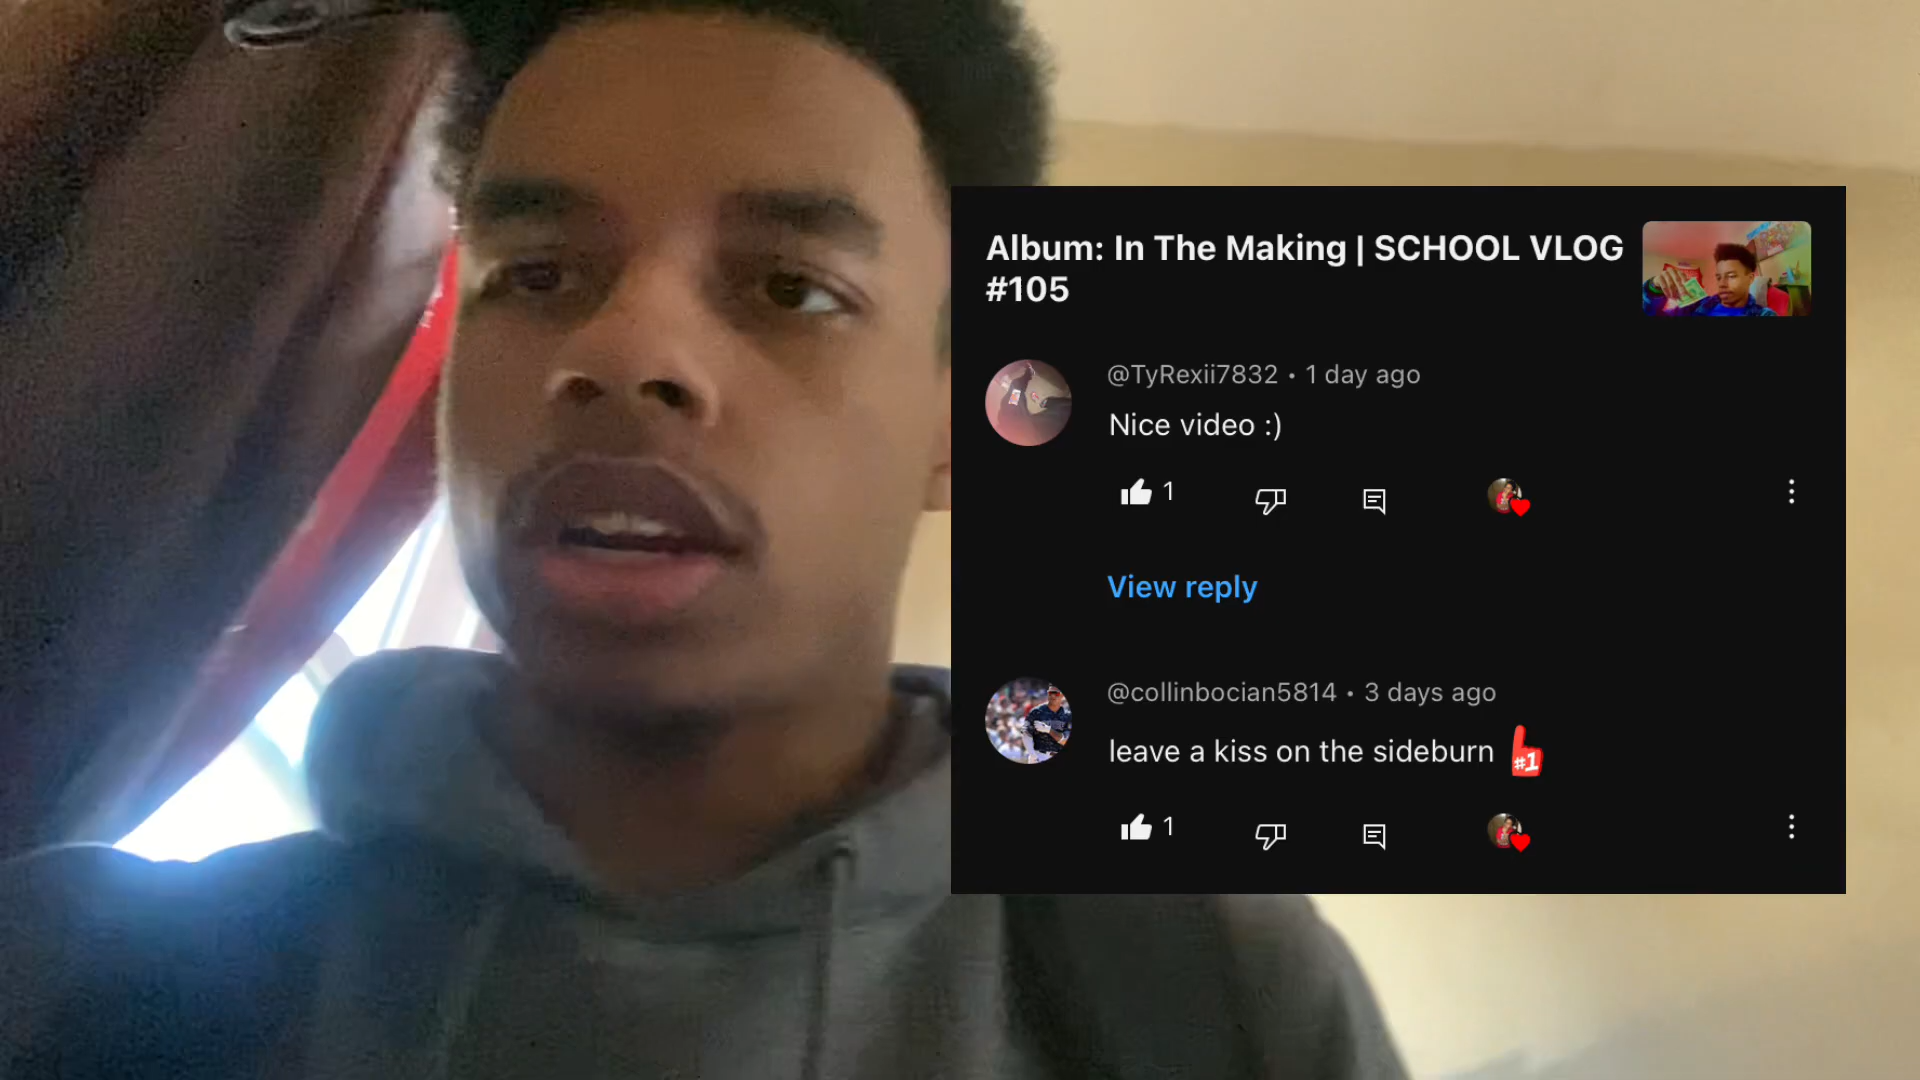 Album: In The Making | SCHOOL VLOG
#105
@TyRexii7832 • 1 day ago
Nice video :)
1
View reply
@collinbocian5814 • 3 days ago
leave a kiss on the sideburn #1
1